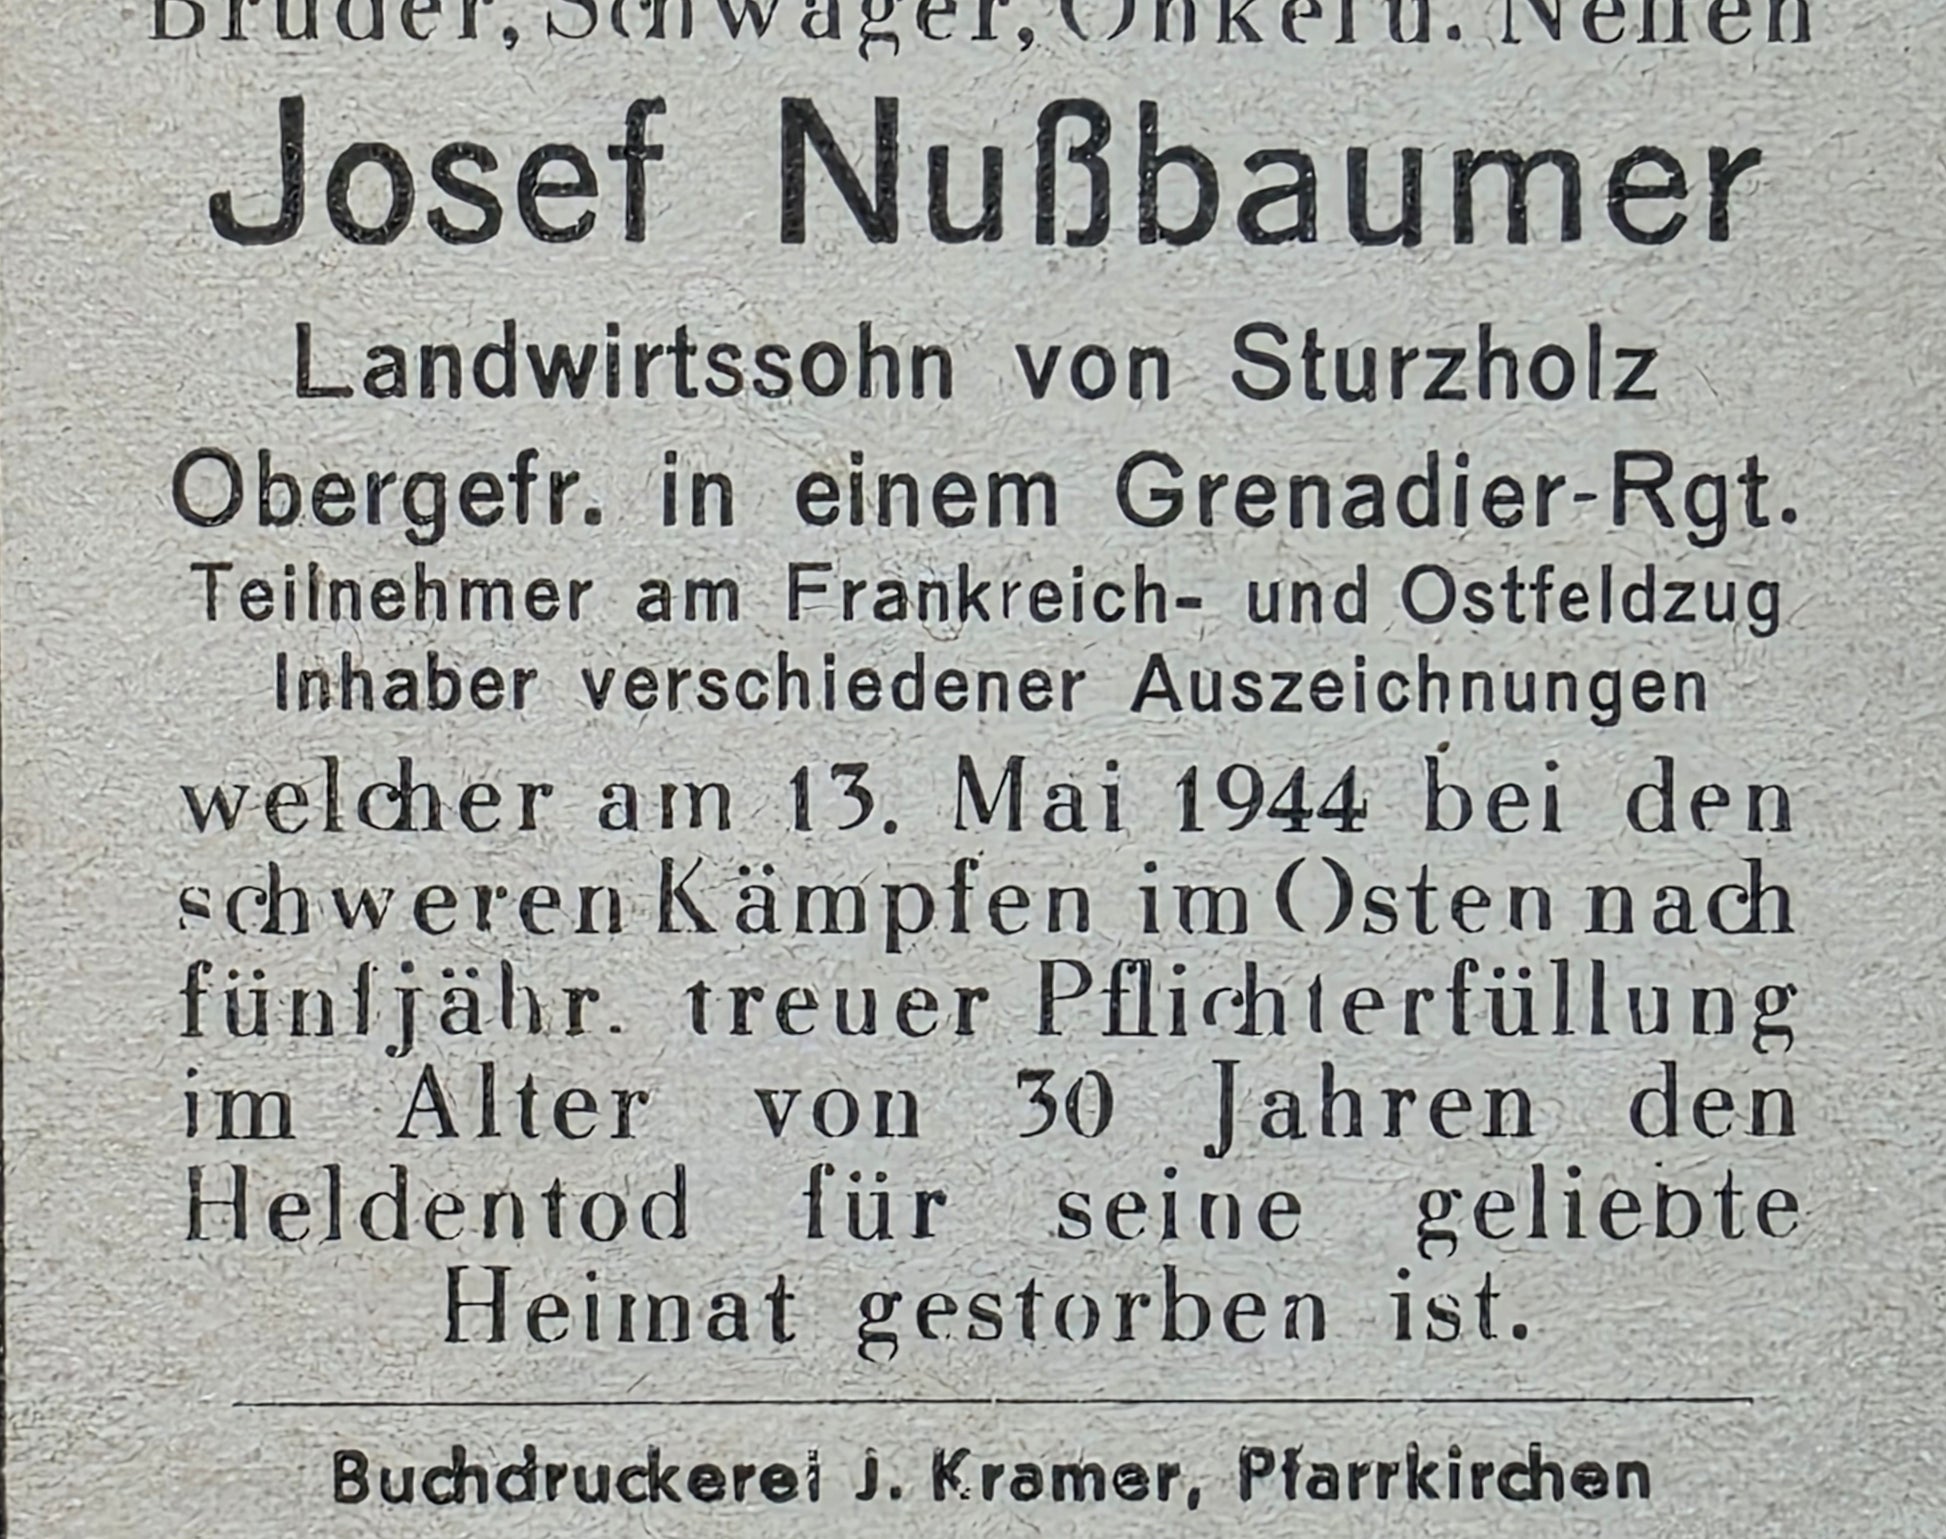 Bruder, Schwager, Onkel u. Neffen
Josef Nußbaumer
Landwirtssohn von Sturzholz
Obergefr. in einem Grenadier-Rgt.
Teilnehmer am Frankreich- und Ostfeldzug
Inhaber verschiedener Auszeichnungen
welcher am 13. Mai 1944 bei den
schweren Kämpfen im Osten nach
fünfjähr. treuer Pflichterfüllung
im Alter von 30 Jahren den
Heldentod für seine geliebte
Heimat gestorben ist.
Buchdruckerei J. Kramer, Pfarrkirchen